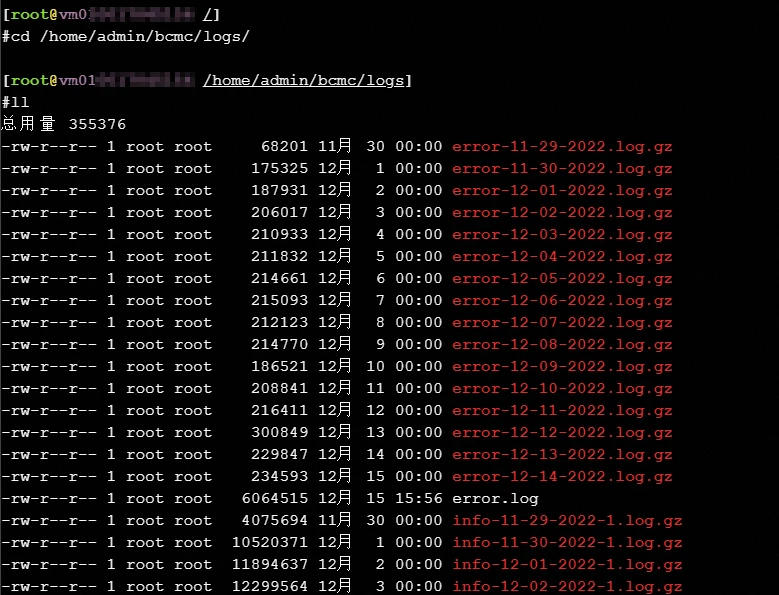 [root@vm01 /]
#cd /home/admin/bcmc/logs/
[root@vm01 /home/admin/bcmc/logs]
#ll
总用量 355376
-rw-r--r-- 1 root root 68201 11月 30 00:00 error-11-29-2022.log.gz
-rw-r--r-- 1 root root 175325 12月 1 00:00 error-11-30-2022.log.gz
-rw-r--r-- 1 root root 187931 12月 2 00:00 error-12-01-2022.log.gz
-rw-r--r-- 1 root root 206017 12月 3 00:00 error-12-02-2022.log.gz
-rw-r--r-- 1 root root 210933 12月 4 00:00 error-12-03-2022.log.gz
-rw-r--r-- 1 root root 211832 12月 5 00:00 error-12-04-2022.log.gz
-rw-r--r-- 1 root root 214661 12月 6 00:00 error-12-05-2022.log.gz
-rw-r--r-- 1 root root 215093 12月 7 00:00 error-12-06-2022.log.gz
-rw-r--r-- 1 root root 212123 12月 8 00:00 error-12-07-2022.log.gz
-rw-r--r-- 1 root root 214770 12月 9 00:00 error-12-08-2022.log.gz
-rw-r--r-- 1 root root 186521 12月 10 00:00 error-12-09-2022.log.gz
-rw-r--r-- 1 root root 208841 12月 11 00:00 error-12-10-2022.log.gz
-rw-r--r-- 1 root root 216411 12月 12 00:00 error-12-11-2022.log.gz
-rw-r--r-- 1 root root 300849 12月 13 00:00 error-12-12-2022.log.gz
-rw-r--r-- 1 root root 229847 12月 14 00:00 error-12-13-2022.log.gz
-rw-r--r-- 1 root root 234593 12月 15 00:00 error-12-14-2022.log.gz
-rw-r--r-- 1 root root 6064515 12月 15 15:56 error.log
-rw-r--r-- 1 root root 4075694 11月 30 00:00 info-11-29-2022-1.log.gz
-rw-r--r-- 1 root root 10520371 12月 1 00:00 info-11-30-2022-1.log.gz
-rw-r--r-- 1 root root 11894637 12月 2 00:00 info-12-01-2022-1.log.gz
-rw-r--r-- 1 root root 12299564 12月 3 00:00 info-12-02-2022-1.log.gz